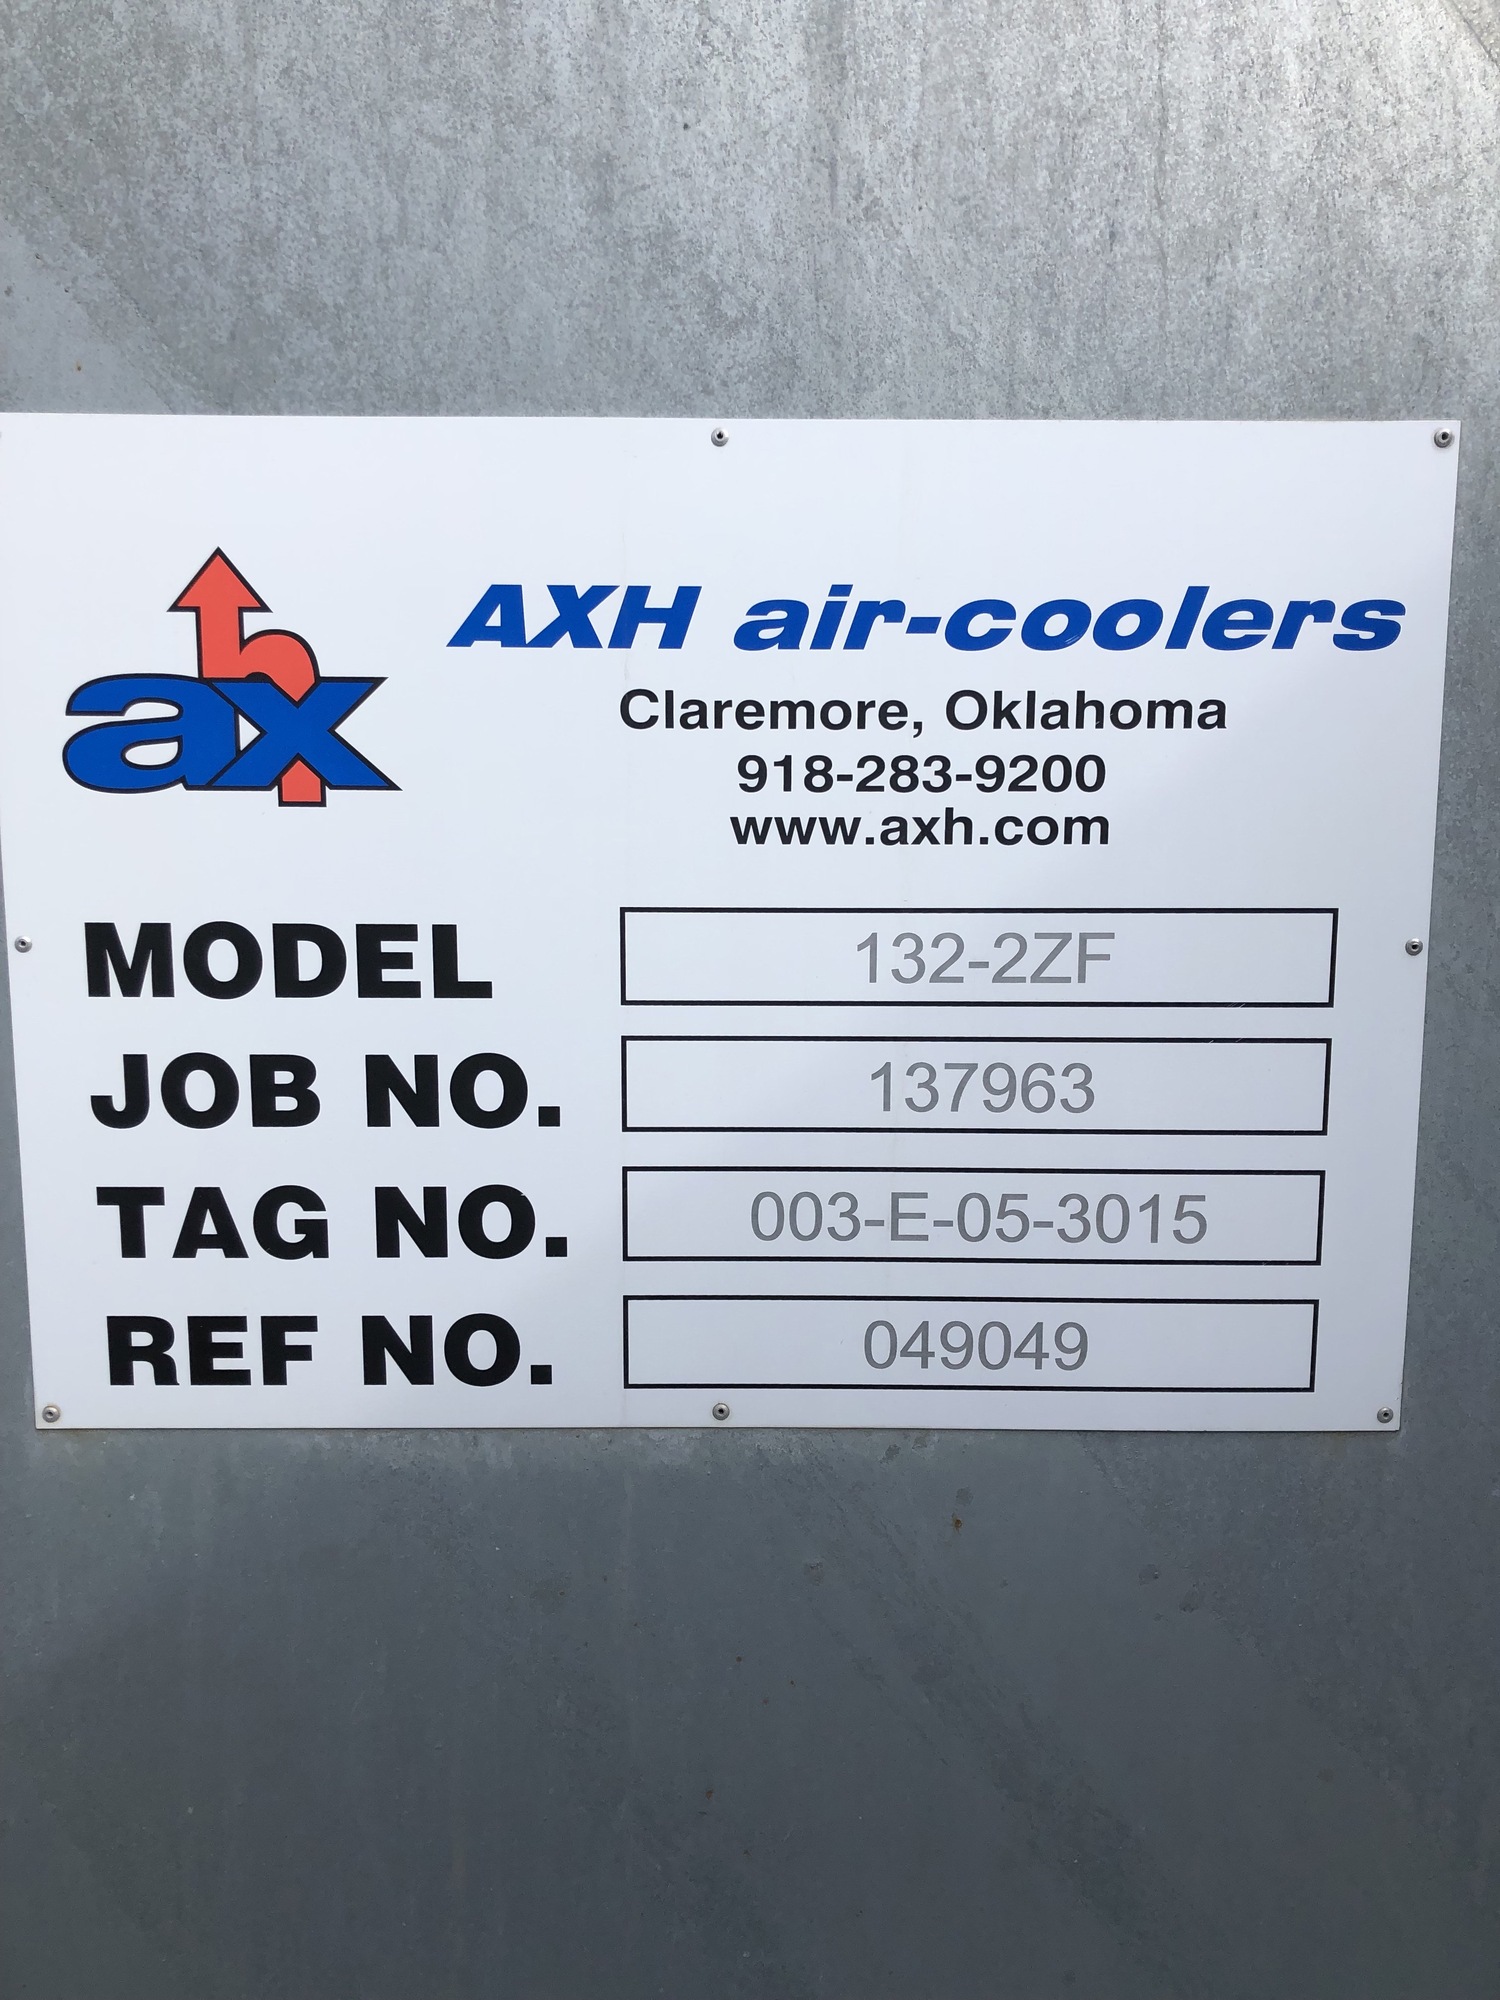 axh
AXH air-coolers
Claremore, Oklahoma
918-283-9200
www.axh.com
MODEL 132-2ZF
JOB NO. 137963
TAG NO. 003-E-05-3015
REF NO. 049049